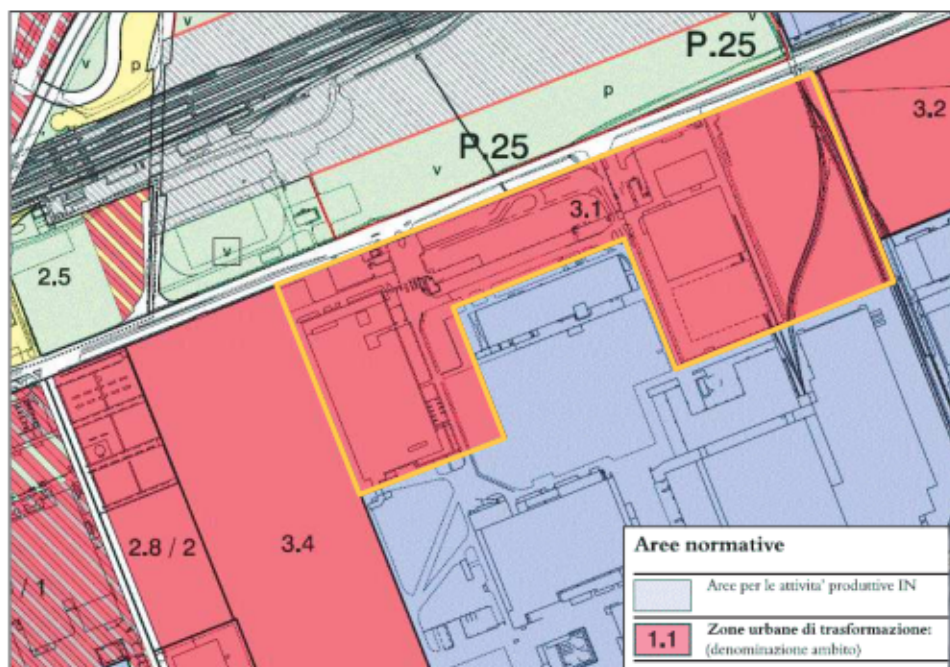 v
v
P.25
p
v
p
3.2
P.25
v
3.1
v
2.5
3.4
2.8 / 2
/ 1
Aree normative
Aree per le attivita' produttive IN
1.1 Zone urbane di trasformazione:
(denominazione ambito)